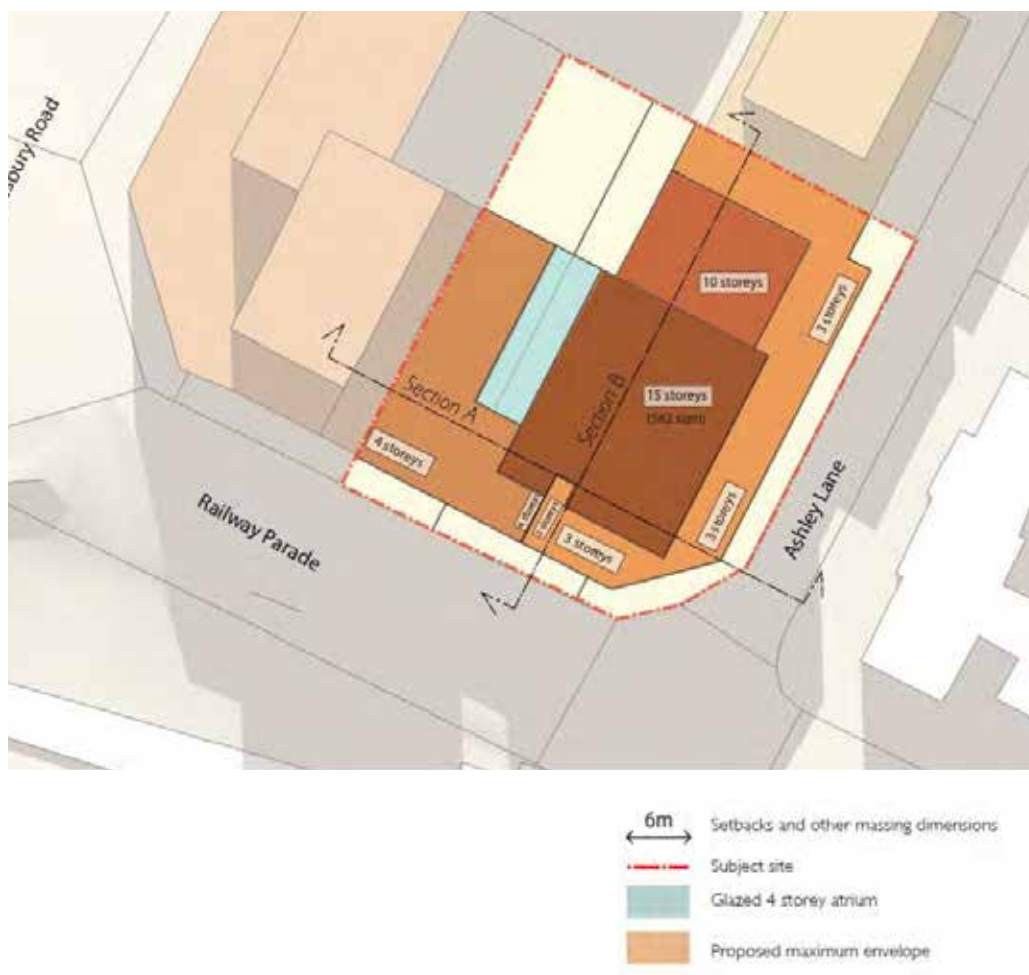 sbury Road
10 storeys
3 storeys
15 storeys
Section A
Section B
4 storeys
3 storeys
3 storeys
Ashley Lane
Railway Parade
6m
Setbacks and other massing dimensions
Subject site
Glazed 4 storey atrium
Proposed maximum envelope